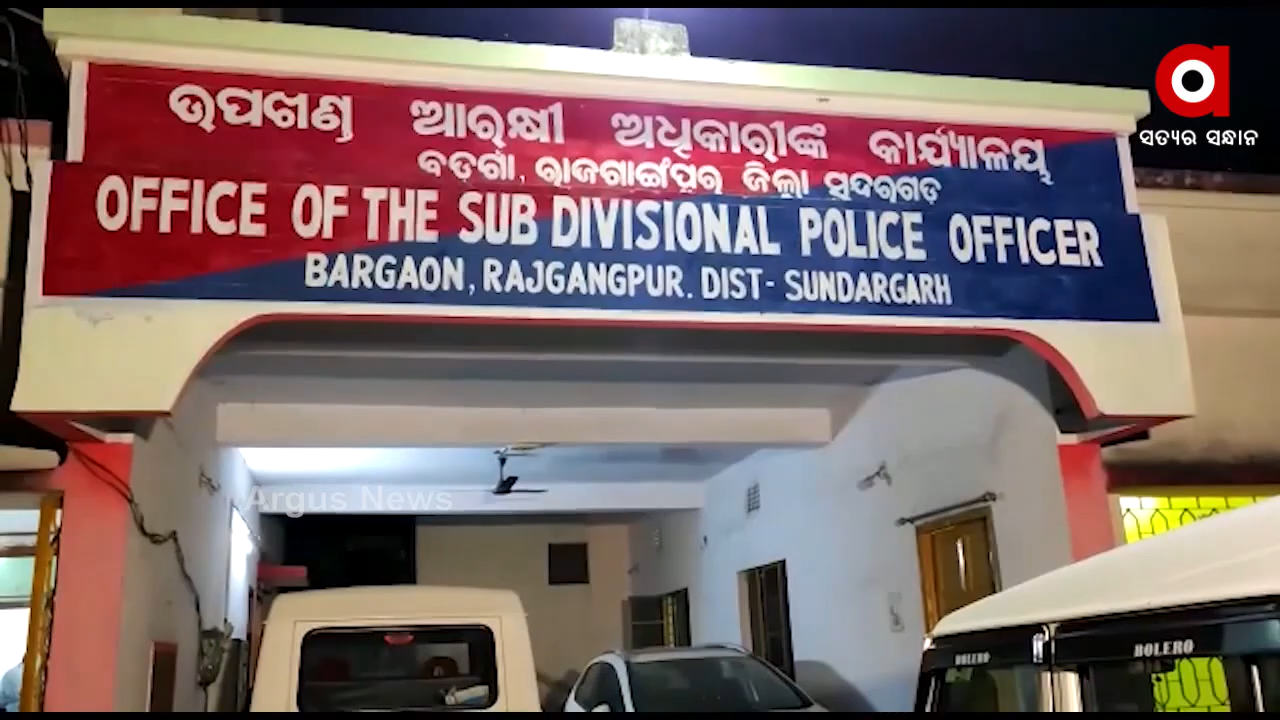 ଉପଖଣ୍ଡ ଆରକ୍ଷୀ ଅଧିକାରୀଙ୍କ କାର୍ଯ୍ୟାଳୟ
ବଡ଼ଗାଁ, ରାଜଗାଙ୍ଗପୁର ଜିଲ୍ଲା ସୁନ୍ଦରଗଡ଼
OFFICE OF THE SUB DIVISIONAL POLICE OFFICER
BARGAON, RAJGANGPUR. DIST- SUNDARGARH
ସତ୍ୟର ସନ୍ଧାନ
Argus News
BOLERO
BOLERO